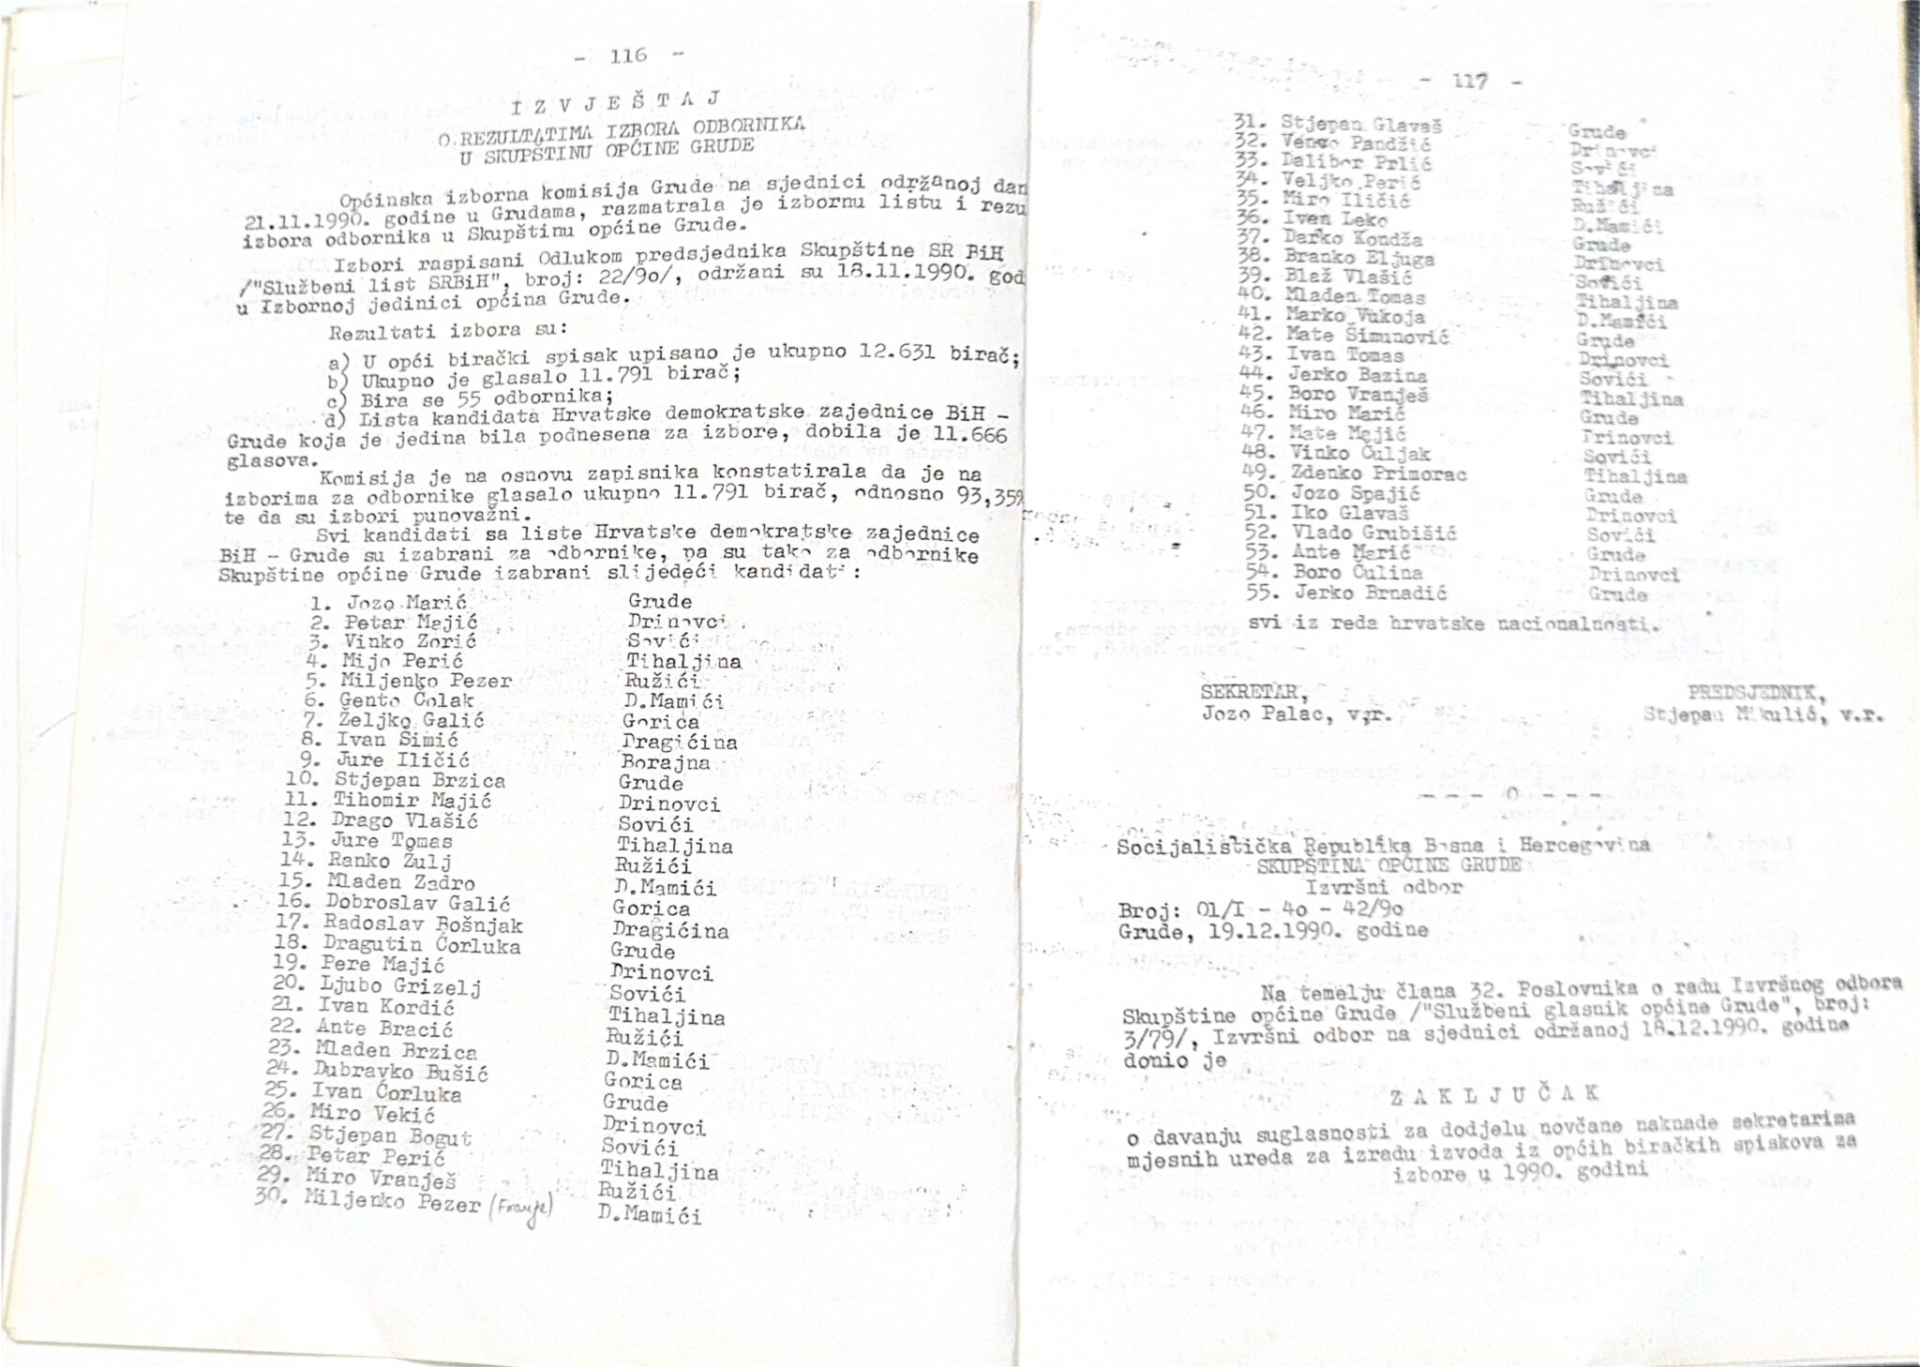 - 116 -
I Z V J E Š T A J
O REZULTATIMA IZBORA ODBORNIKA
U SKUPŠTINU OPĆINE GRUDE
Općinska izborna komisija Grude na sjednici održanoj dan
21.11.1990. godine u Grudama, razmatrala je izbornu listu i rezu
izbora odbornika u Skupštinu općine Grude.
Izbori raspisani Odlukom predsjednika Skupštine SR BiH
/"Službeni list SRBiH", broj: 22/9o/, održani su 18.11.1990. god
u Izbornoj jedinici općina Grude.
Rezultati izbora su:
a) U opći birački spisak upisano je ukupno 12.631 birač;
b) Ukupno je glasalo 11.791 birač;
c) Bira se 55 odbornika;
d) Lista kandidata Hrvatske demokratske zajednice BiH -
Grude koja je jedina bila podnesena za izbore, dobila je 11.666
glasova.
Komisija je na osnovu zapisnika konstatirala da je na
izborima za odbornike glasalo ukupno 11.791 birač, odnosno 93,35%
te da su izbori punovažni.
Svi kandidati sa liste Hrvatske demokratske zajednice
BiH - Grude su izabrani za odbornike, pa su tako za odbornike
Skupštine općine Grude izabrani slijedeći kandidati:
1. Jozo Marić Grude
2. Petar Majić Drinovci
3. Vinko Zorić Sovići
4. Mijo Perić Tihaljina
5. Miljenko Pezer Ružići
6. Gento Čolak D.Mamići
7. Željko Galić Gorica
8. Ivan Simić Dragićina
9. Jure Iličić Borajna
10. Stjepan Brzica Grude
11. Tihomir Majić Drinovci
12. Drago Vlašić Sovići
13. Jure Tomas Tihaljina
14. Ranko Žulj Ružići
15. Mladen Zadro D.Mamići
16. Dobroslav Galić Gorica
17. Radoslav Bošnjak Dragićina
18. Dragutin Ćorluka Grude
19. Pere Majić Drinovci
20. Ljubo Grizelj Sovići
21. Ivan Kordić Tihaljina
22. Ante Bracić Ružići
23. Mladen Brzica D.Mamići
24. Dubravko Bušić Gorica
25. Ivan Ćorluka Grude
26. Miro Vekić Drinovci
27. Stjepan Bogut Sovići
28. Petar Perić Tihaljina
29. Miro Vranješ Ružići
30. Miljenko Pezer (Franje) D.Mamići
- 117 -
31. Stjepan Glavaš Grude
32. Venco Pandžić Drinovci
33. Dalibor Prlić Sovići
34. Veljko Perić Tihaljina
35. Miro Iličić Ružići
36. Ivan Leko D.Mamići
37. Darko Kondža Grude
38. Branko Eljuga Drinovci
39. Blaž Vlašić Sovići
40. Mladen Tomas Tihaljina
41. Marko Vukoja D.Mamići
42. Mate Šimunović Grude
43. Ivan Tomas Drinovci
44. Jerko Bazina Sovići
45. Boro Vranješ Tihaljina
46. Miro Marić Grude
47. Mate Majić Drinovci
48. Vinko Čuljak Sovići
49. Zdenko Primorac Tihaljina
50. Jozo Spajić Grude
51. Iko Glavaš Drinovci
52. Vlado Grubišić Sovići
53. Ante Marić Grude
54. Boro Čulina Drinovci
55. Jerko Brnadić Grude
svi iz reda hrvatske nacionalnosti.
SEKRETAR, PREDSJEDNIK,
Jozo Palac, v.r. Stjepan Mikulić, v.r.
- - - O - - -
Socijalistička Republika Bosna i Hercegovina
SKUPŠTINA OPĆINE GRUDE
Izvršni odbor
Broj: 01/I - 4o - 42/9o
Grude, 19.12.1990. godine
Na temelju člana 32. Poslovnika o radu Izvršnog odbora
Skupštine općine Grude /"Službeni glasnik općine Grude", broj:
3/79/, Izvršni odbor na sjednici održanoj 18.12.1990. godine
donio je
Z A K L J U Č A K
o davanju suglasnosti za dodjelu novčane naknade sekretarima
mjesnih ureda za izradu izvoda iz općih biračkih spiskova za
izbore u 1990. godini